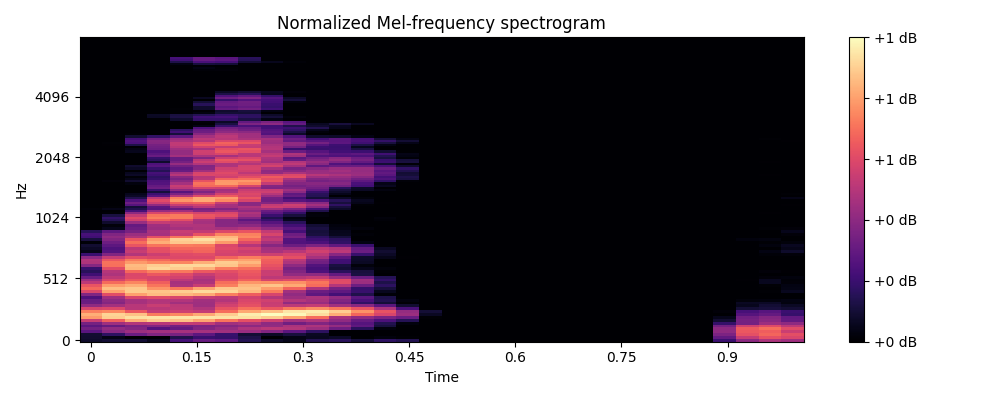 Normalized Mel-frequency spectrogram
+1 dB
4096
+1 dB
2048
+1 dB
Hz
1024
+0 dB
512
+0 dB
0
+0 dB
0 0.15 0.3 0.45 0.6 0.75 0.9
Time